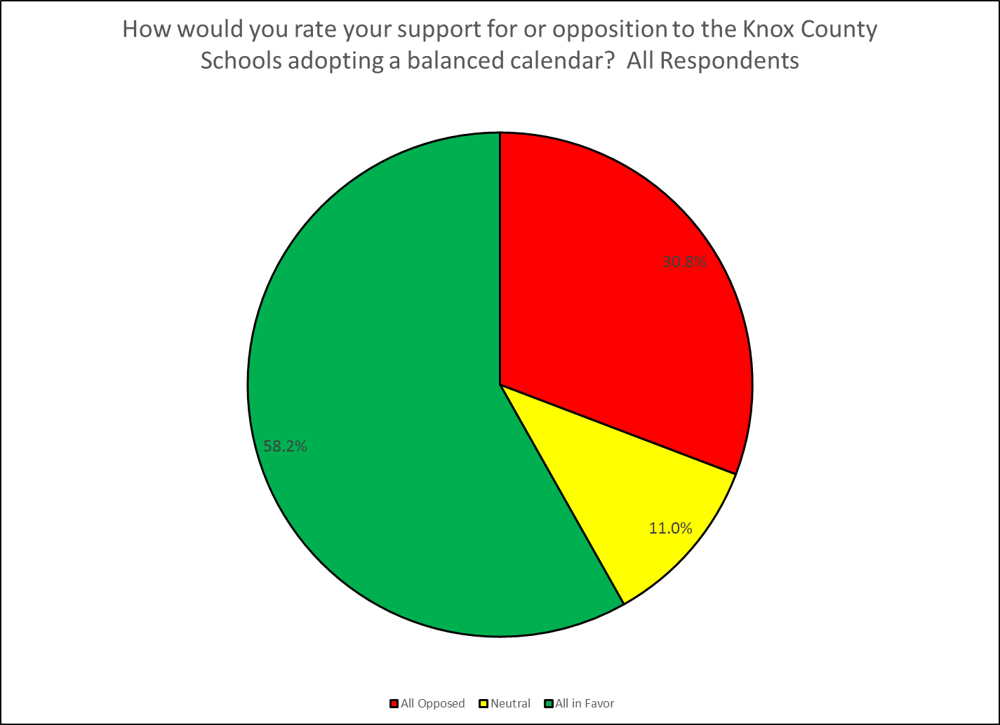 How would you rate your support for or opposition to the Knox County
Schools adopting a balanced calendar?  All Respondents
30.8%
58.2%
11.0%
All Opposed Neutral All in Favor